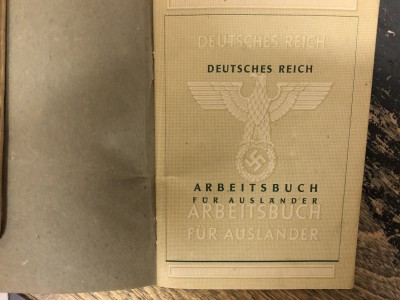 DEUTSCHES REICH
DEUTSCHES REICH
ARBEITSBUCH
FÜR AUSLÄNDER
ARBEITSBUCH
FÜR AUSLÄNDER